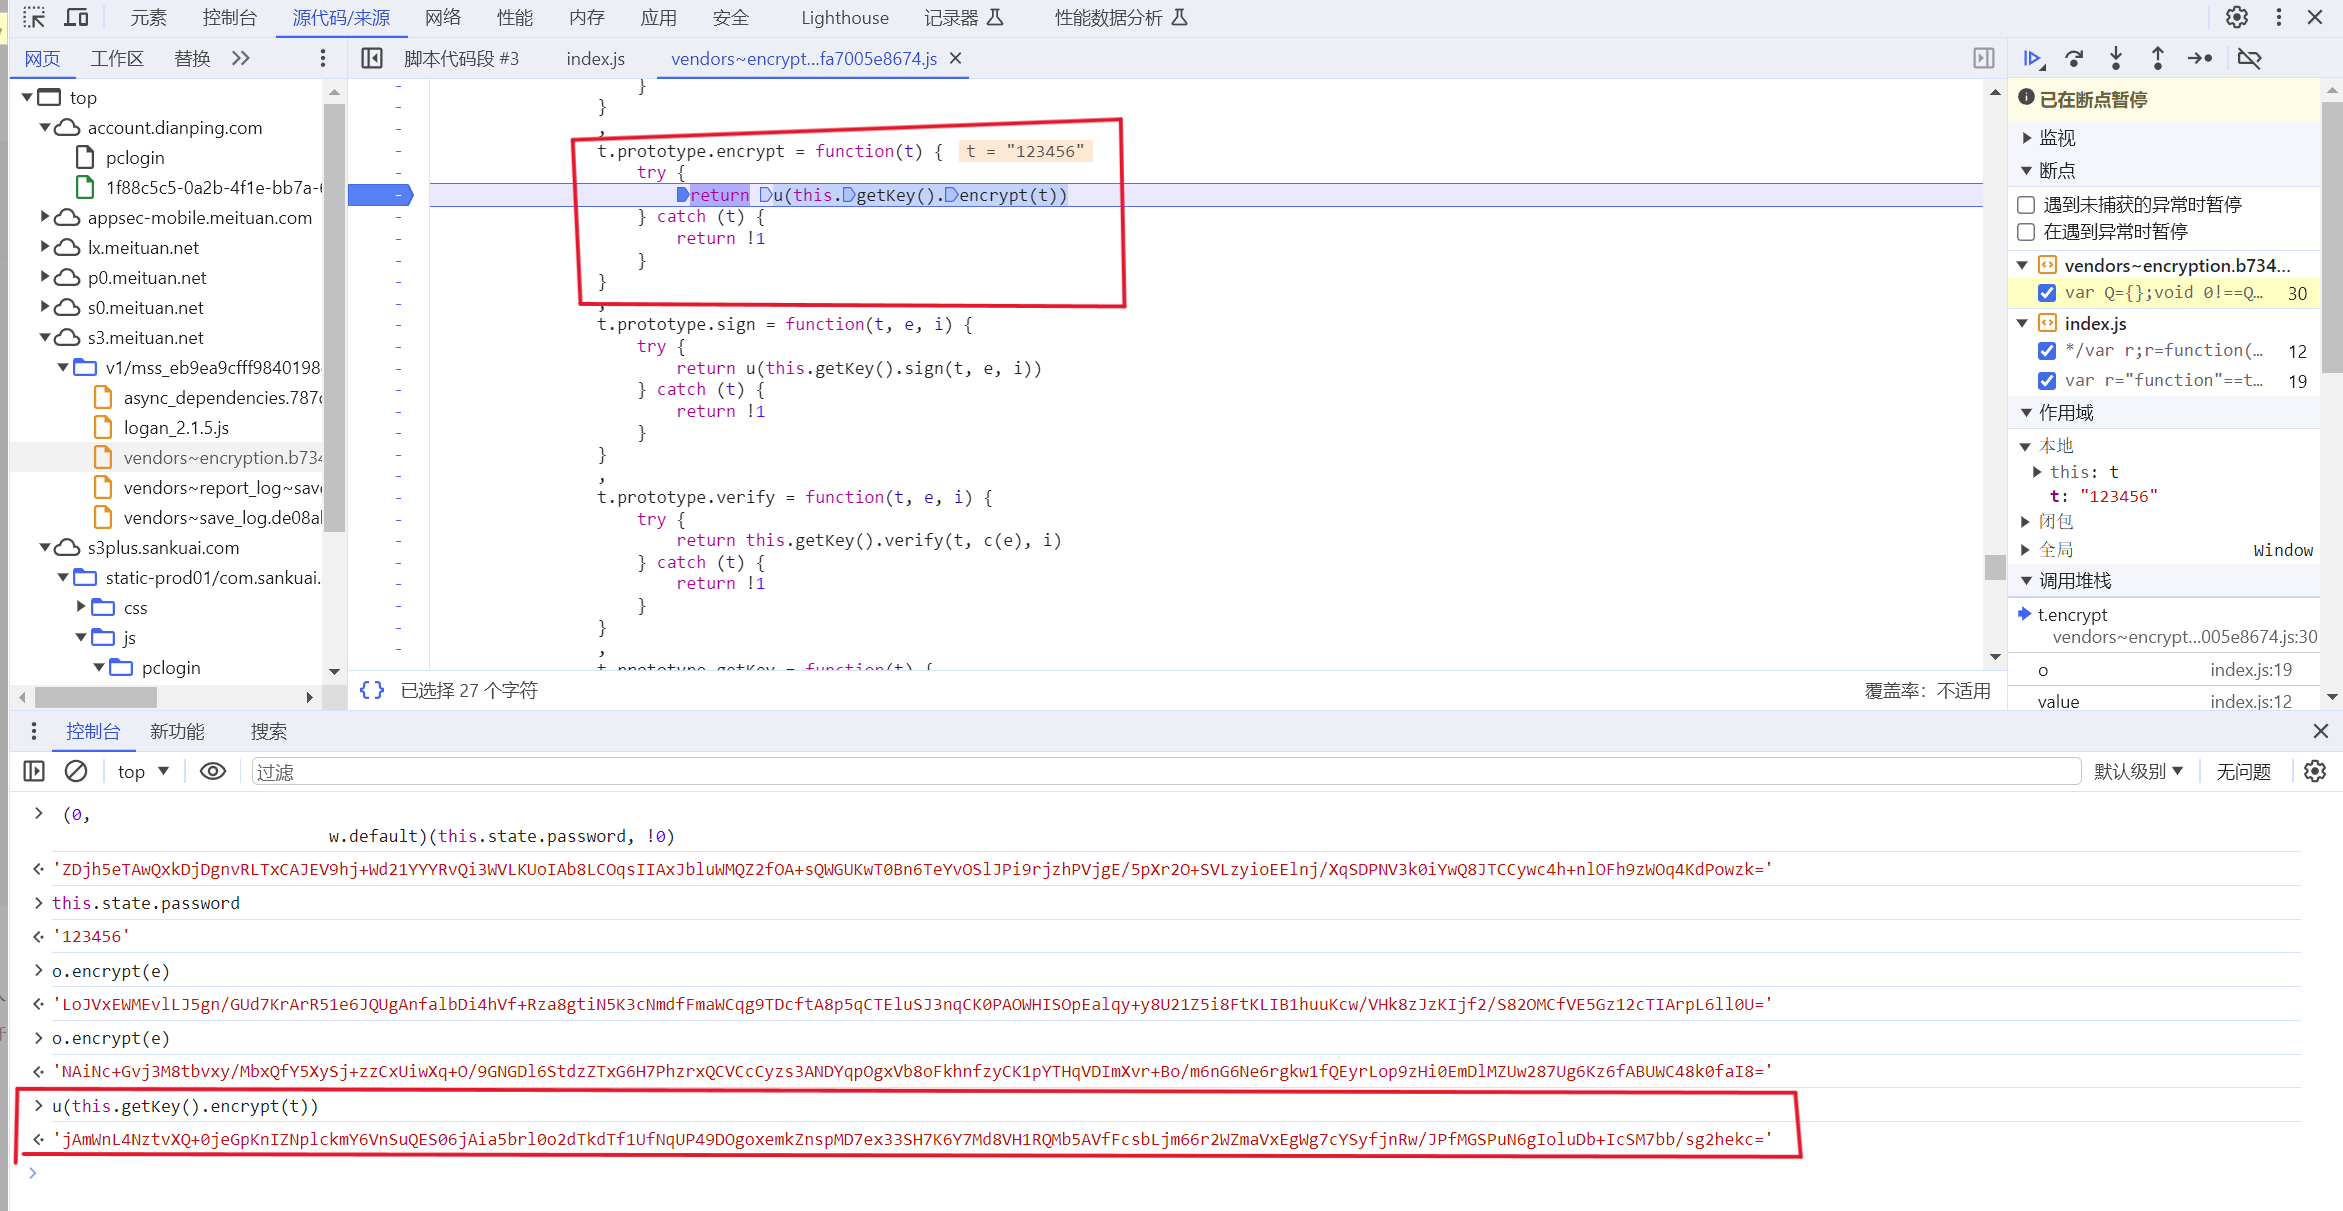 元素 控制台 源代码/来源 网络 性能 内存 应用 安全 Lighthouse 记录器 性能数据分析
网页 工作区 替换 脚本代码段 #3 index.js vendors~encrypt...fa7005e8674.js
top
account.dianping.com
pclogin
1f88c5c5-0a2b-4f1e-bb7a-
appsec-mobile.meituan.com
lx.meituan.net
p0.meituan.net
s0.meituan.net
s3.meituan.net
v1/mss_eb9ea9cfff9840198
async_dependencies.787
logan_2.1.5.js
vendors~encryption.b734
vendors~report_log~save
vendors~save_log.de08a
s3plus.sankuai.com
static-prod01/com.sankuai.
css
js
pclogin
}
}
,
t.prototype.encrypt = function(t) { t = "123456"
try {
return u(this.getKey().encrypt(t))
} catch (t) {
return !1
}
}
,
t.prototype.sign = function(t, e, i) {
try {
return u(this.getKey().sign(t, e, i))
} catch (t) {
return !1
}
}
,
t.prototype.verify = function(t, e, i) {
try {
return this.getKey().verify(t, c(e), i)
} catch (t) {
return !1
}
}
,
t.prototype.getKey = function(t) {
{} 已选择 27 个字符 覆盖率：不适用
已在断点暂停
监视
断点
遇到未捕获的异常时暂停
在遇到异常时暂停
vendors~encryption.b734...
var Q={};void 0!==Q... 30
index.js
*/var r;r=function(... 12
var r="function"==t... 19
作用域
本地
this: t
t: "123456"
闭包
全局 Window
调用堆栈
t.encrypt
vendors~encrypt...005e8674.js:30
o index.js:19
value index.js:12
控制台 新功能 搜索
top 过滤 默认级别 无问题
(0,
w.default)(this.state.password, !0)
'ZDjh5eTAwQxkDjDgnvRLTxCAJEV9hj+Wd21YYYRvQi3WVLKUoIAb8LCOqsIIAxJbluWMQZ2fOA+sQWGUKwT0Bn6TeYvOSlJPi9rjzhPVjgE/5pXr2O+SVLzyioEElnj/XqSDPNV3k0iYwQ8JTCCywc4h+nlOFh9zWOq4KdPowzk='
this.state.password
'123456'
o.encrypt(e)
'LoJVxEWMEvlLJ5gn/GUd7KrArR51e6JQUgAnfalbDi4hVf+Rza8gtiN5K3cNmdfFmaWCqg9TDcftA8p5qCTEluSJ3nqCK0PAOWHISOpEalqy+y8U21Z5i8FtKLIB1huuKcw/VHk8zJzKIjf2/S82OMCfVE5Gz12cTIArpL6ll0U='
o.encrypt(e)
'NAiNc+Gvj3M8tbvxy/MbxQfY5XySj+zzCxUiwXq+O/9GNGDl6StdzZTxG6H7PhzrxQCVCcCyzs3ANDYqpOgxVb8oFkhnfzyCK1pYTHqVDImXvr+Bo/m6nG6Ne6rgkw1fQEyrLop9zHi0EmDlMZUw287Ug6Kz6fABUWC48k0faI8='
u(this.getKey().encrypt(t))
'jAmWnL4NztvXQ+0jeGpKnIZNplckmY6VnSuQES06jAia5brl0o2dTkdTf1UfNqUP49DOgoxemkZnspMD7ex33SH7K6Y7Md8VH1RQMb5AVfFcsbLjm66r2WZmaVxEgWg7cYSyfjnRw/JPfMGSPuN6gIoluDb+IcSM7bb/sg2hekc='